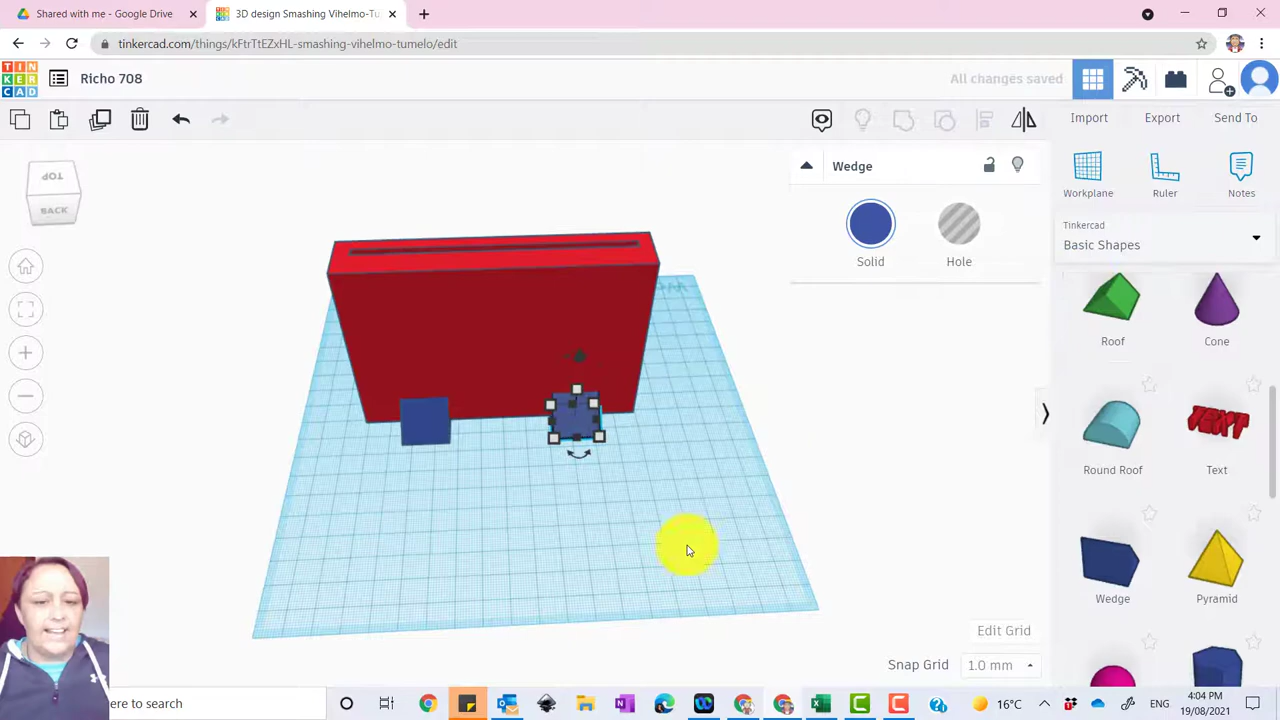 Shared with me - Google Drive
3D design Smashing Vihelmo-Tu
tinkercad.com/things/kFtrTtEZxHL-smashing-vihelmo-tumelo/edit
TIN
KER
CAD
Richo 708
All changes saved
Import
Export
Send To
TOP
BACK
Wedge
Solid
Hole
Workplane
Ruler
Notes
Tinkercad
Basic Shapes
Roof
Cone
TEXT
Round Roof
Text
Wedge
Pyramid
Edit Grid
Snap Grid
1.0 mm
here to search
16°C
ENG
4:04 PM
19/08/2021